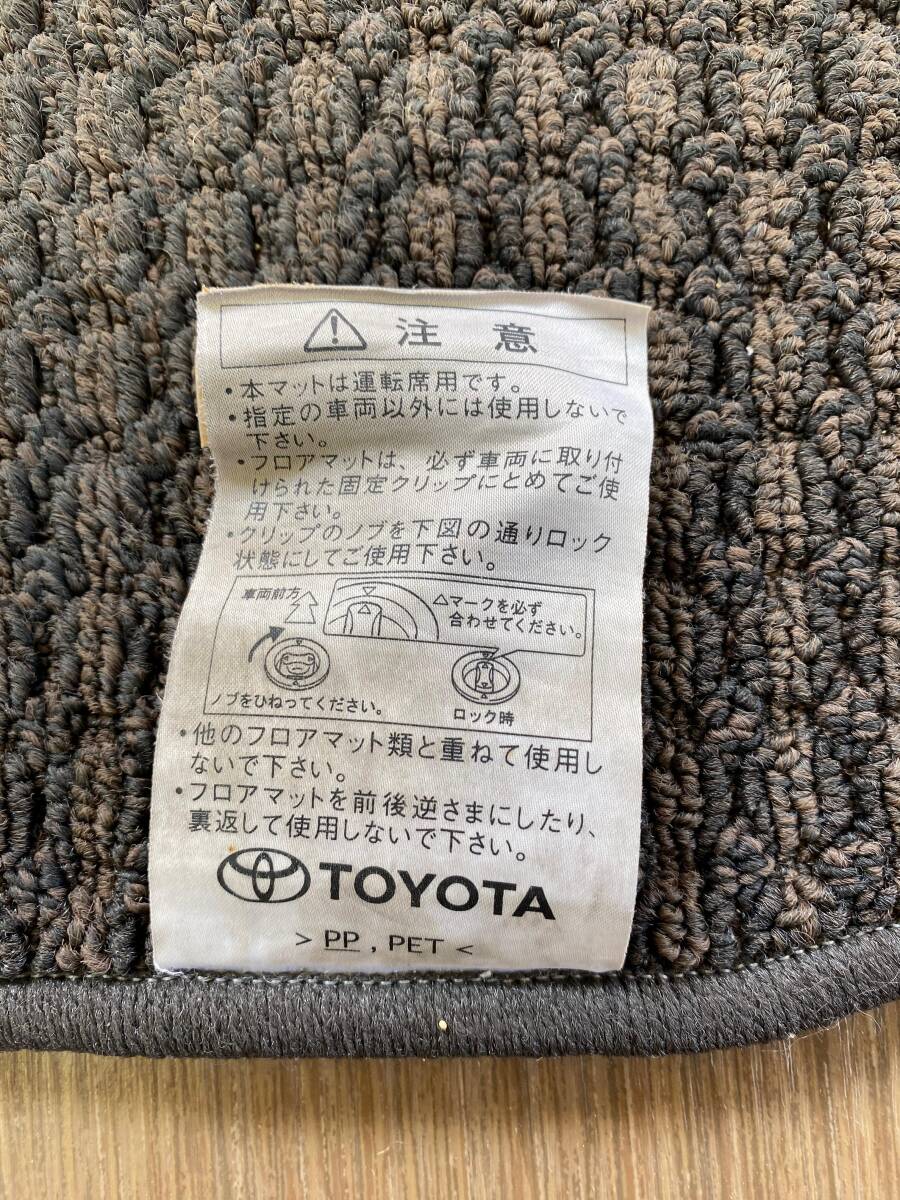 注意
・本マットは運転席用です。
・指定の車両以外には使用しないで
下さい。
・フロアマットは、必ず車両に取り付
けられた固定クリップにとめてご使
用下さい。
・クリップのノブを下図の通りロック
状態にしてご使用下さい。
車両前方
△マークを必ず
合わせてください。
ノブをひねってください。
ロック時
・他のフロアマット類と重ねて使用し
ないで下さい。
・フロアマットを前後逆さまにしたり、
裏返して使用しないで下さい。
TOYOTA
> PP , PET <